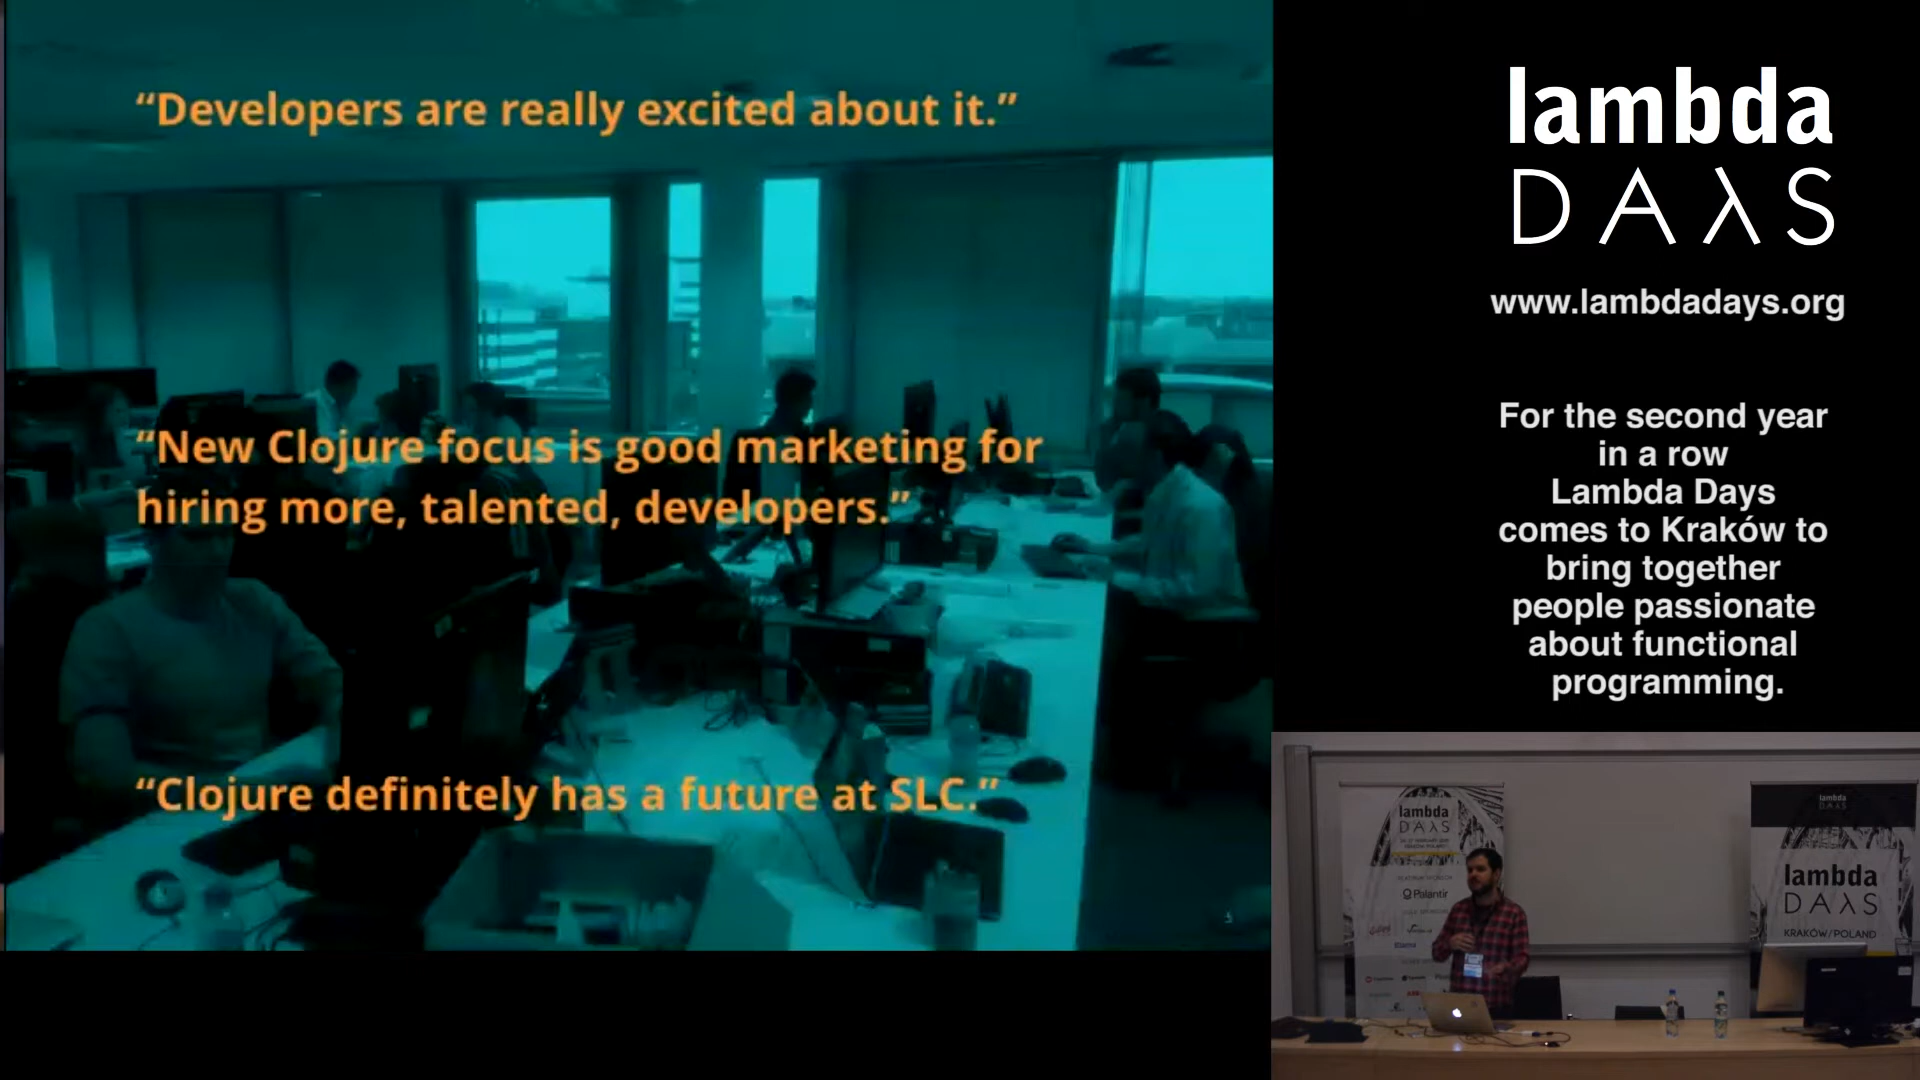 “Developers are really excited about it.”
“New Clojure focus is good marketing for
hiring more, talented, developers.”
“Clojure definitely has a future at SLC.”
lambda
DAλS
www.lambdadays.org
For the second year
in a row
Lambda Days
comes to Kraków to
bring together
people passionate
about functional
programming.
lambda
DAλS
Palantir
lambda
DAλS
lambda
DAλS
KRAKÓW/POLAND